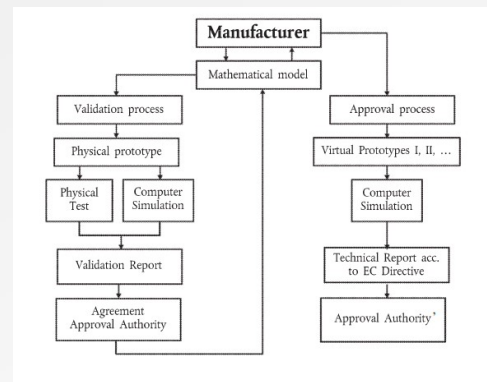 Manufacturer
Mathematical model
Validation process
Approval process
Physical prototype
Virtual Prototypes I, II, ...
Physical
Test
Computer
Simulation
Computer
Simulation
Validation Report
Technical Report acc.
to EC Directive
Agreement
Approval Authority
Approval Authority*